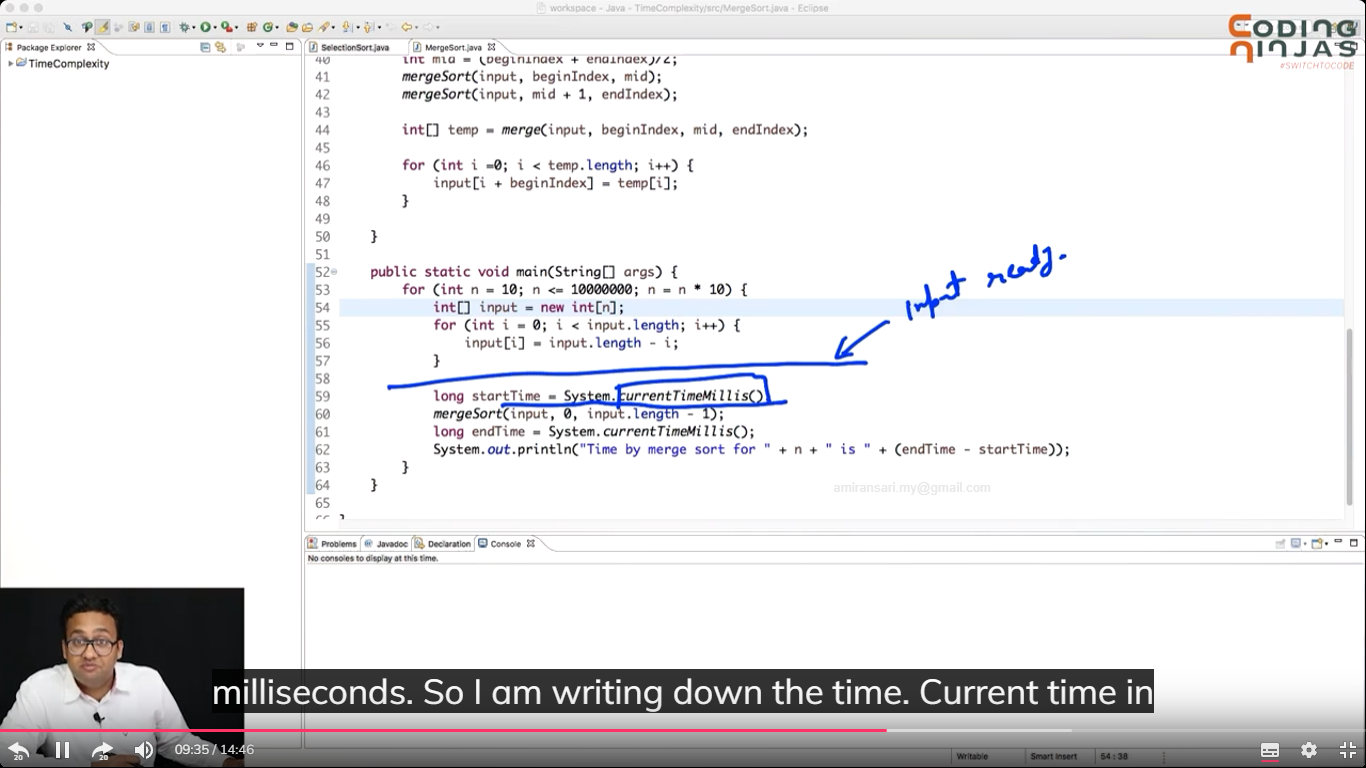 workspace - Java - TimeComplexity/src/MergeSort.java - Eclipse
CODING
NINJAS
#SWITCHTOCODE
Package Explorer
TimeComplexity
SelectionSort.java
MergeSort.java
40 int mid = (beginIndex + endIndex)/2;
41 mergeSort(input, beginIndex, mid);
42 mergeSort(input, mid + 1, endIndex);
43
44 int[] temp = merge(input, beginIndex, mid, endIndex);
45
46 for (int i =0; i < temp.length; i++) {
47 input[i + beginIndex] = temp[i];
48 }
49
50 }
51
52 public static void main(String[] args) {
53 for (int n = 10; n <= 10000000; n = n * 10) {
54 int[] input = new int[n];
55 for (int i = 0; i < input.length; i++) {
56 input[i] = input.length - i;
57 }
58
59 long startTime = System.currentTimeMillis()
60 mergeSort(input, 0, input.length - 1);
61 long endTime = System.currentTimeMillis();
62 System.out.println("Time by merge sort for " + n + " is " + (endTime - startTime));
63 }
64 }
65
66 }
Input ready.
amiransari.my@gmail.com
Problems
Javadoc
Declaration
Console
No consoles to display at this time.
milliseconds. So I am writing down the time. Current time in
20
20
09:35 / 14:46
Writable
Smart Insert
54 : 38